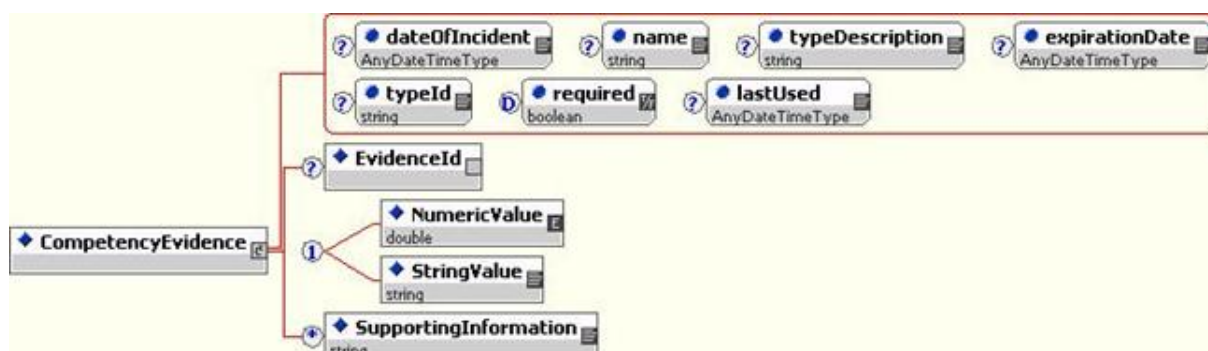 ? dateOfIncident ? name ? typeDescription ? expirationDate
AnyDateTimeType string string AnyDateTimeType
? typeId D required ? lastUsed
string boolean AnyDateTimeType
? EvidenceId
NumericValue E
double
CompetencyEvidence c
1
StringValue
string
* SupportingInformation
string